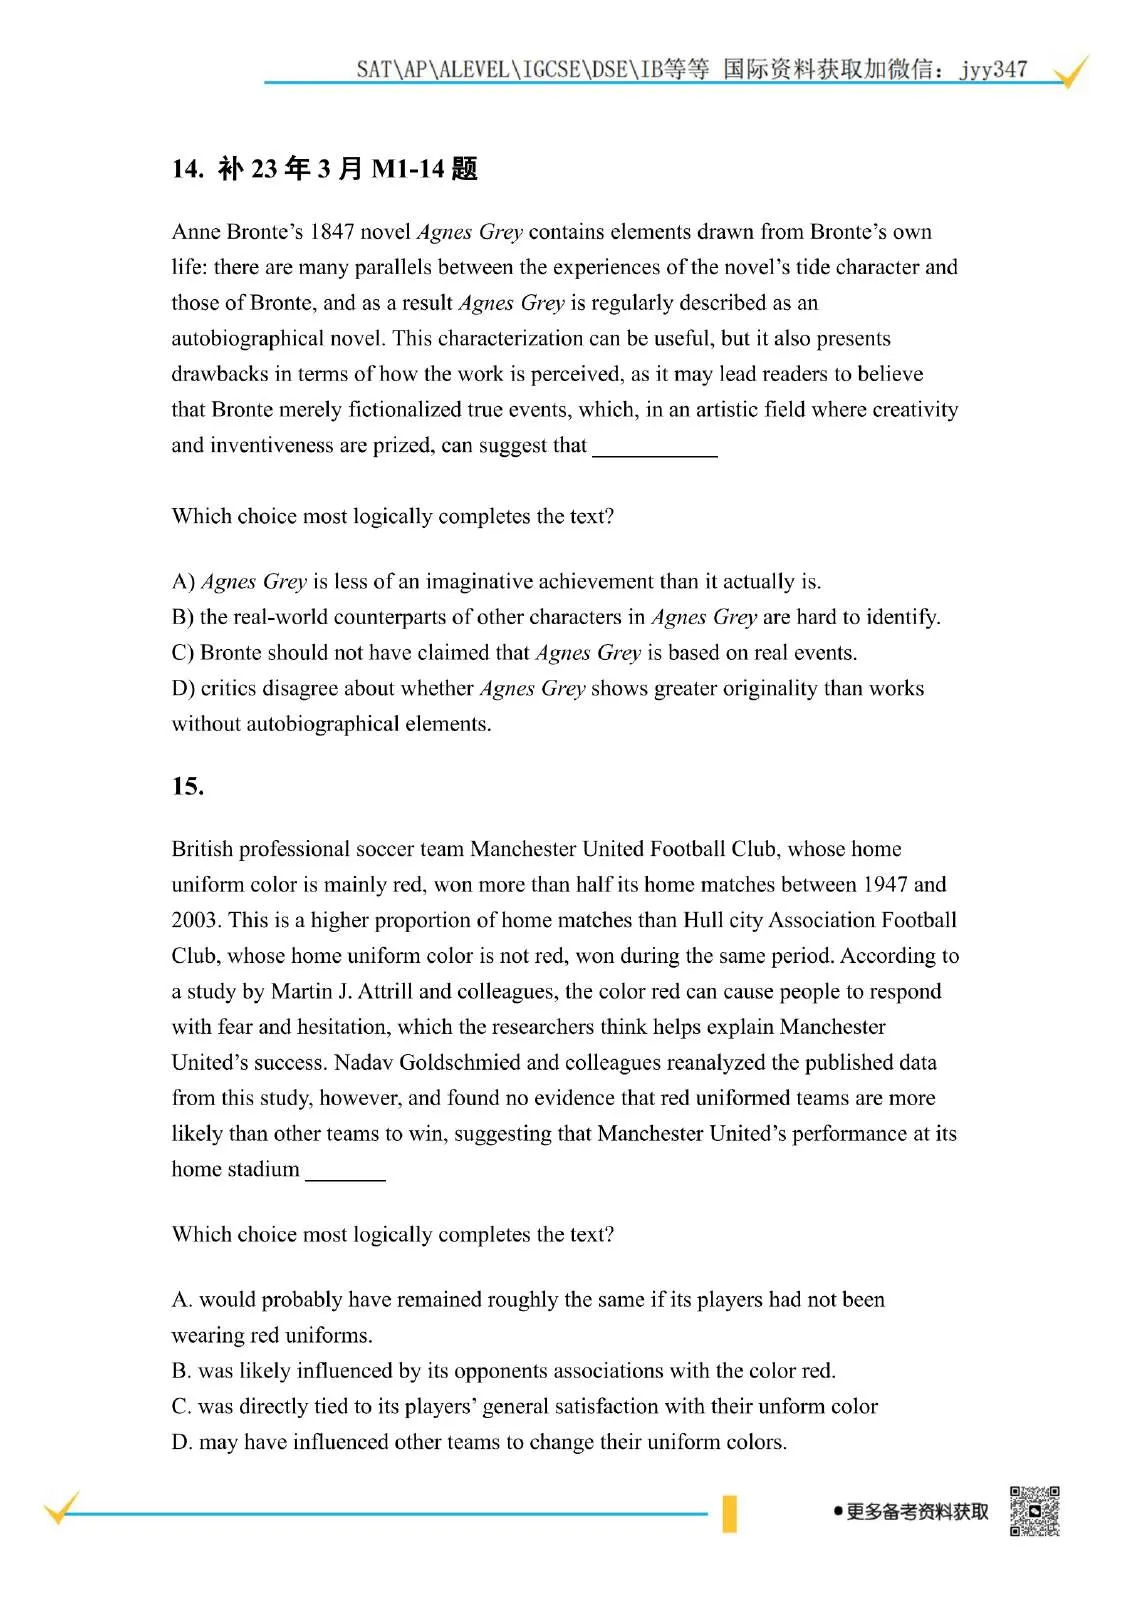 SAT\AP\ALEVEL\IGCSE\DSE\IB等等 国际资料获取加微信：jyy347
14. 补 23 年 3 月 M1-14 题
Anne Bronte’s 1847 novel Agnes Grey contains elements drawn from Bronte’s own
life: there are many parallels between the experiences of the novel’s tide character and
those of Bronte, and as a result Agnes Grey is regularly described as an
autobiographical novel. This characterization can be useful, but it also presents
drawbacks in terms of how the work is perceived, as it may lead readers to believe
that Bronte merely fictionalized true events, which, in an artistic field where creativity
and inventiveness are prized, can suggest that ___________
Which choice most logically completes the text?
A) Agnes Grey is less of an imaginative achievement than it actually is.
B) the real-world counterparts of other characters in Agnes Grey are hard to identify.
C) Bronte should not have claimed that Agnes Grey is based on real events.
D) critics disagree about whether Agnes Grey shows greater originality than works
without autobiographical elements.
15.
British professional soccer team Manchester United Football Club, whose home
uniform color is mainly red, won more than half its home matches between 1947 and
2003. This is a higher proportion of home matches than Hull city Association Football
Club, whose home uniform color is not red, won during the same period. According to
a study by Martin J. Attrill and colleagues, the color red can cause people to respond
with fear and hesitation, which the researchers think helps explain Manchester
United’s success. Nadav Goldschmied and colleagues reanalyzed the published data
from this study, however, and found no evidence that red uniformed teams are more
likely than other teams to win, suggesting that Manchester United’s performance at its
home stadium _______
Which choice most logically completes the text?
A. would probably have remained roughly the same if its players had not been
wearing red uniforms.
B. was likely influenced by its opponents associations with the color red.
C. was directly tied to its players’ general satisfaction with their unform color
D. may have influenced other teams to change their uniform colors.
●更多备考资料获取